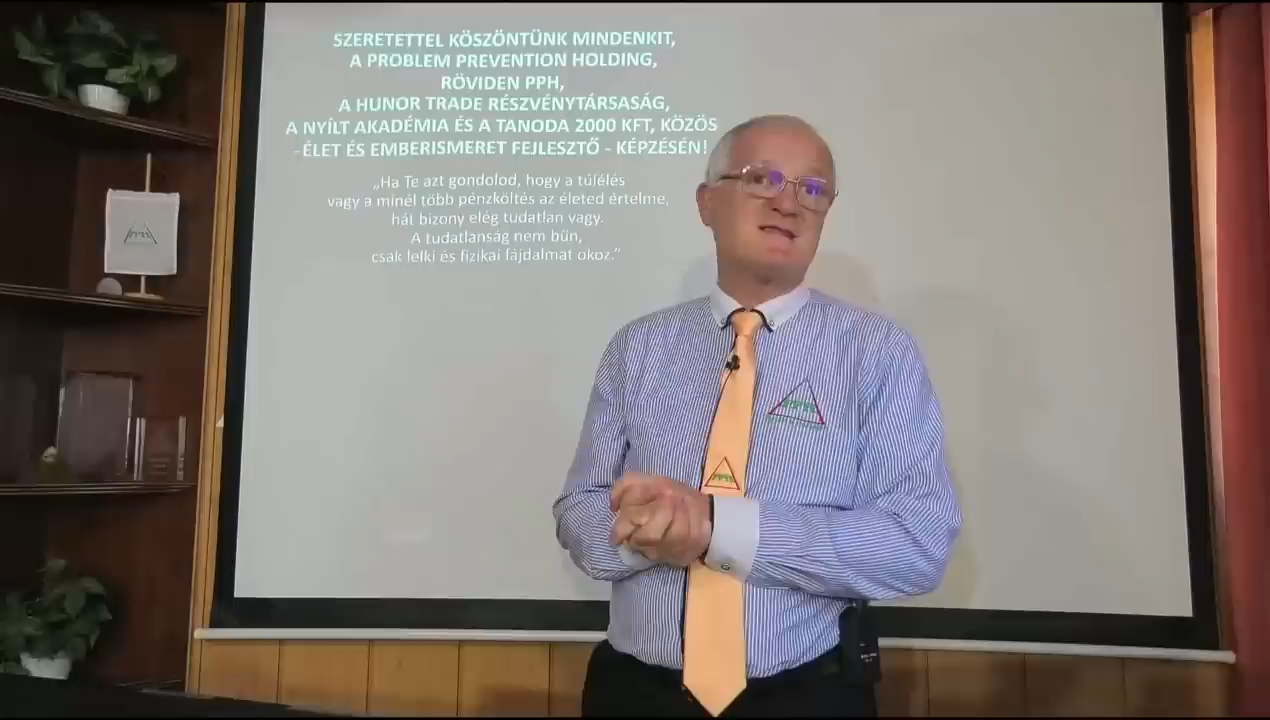 SZERETETTEL KÖSZÖNTÜNK MINDENKIT,
A PROBLEM PREVENTION HOLDING,
RÖVIDEN PPH,
A HUNOR TRADE RÉSZVÉNYTÁRSASÁG,
A NYÍLT AKADÉMIA ÉS A TANODA 2000 KFT, KÖZÖS
-ÉLET ÉS EMBERISMERET FEJLESZTŐ - KÉPZÉSÉN!
„Ha Te azt gondolod, hogy a túlélés
vagy a minél több pénzköltés az életed értelme,
hát bizony elég tudatlan vagy.
A tudatlanság nem bűn,
csak lelki és fizikai fájdalmat okoz."